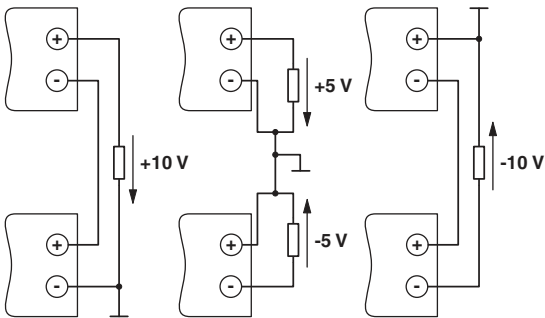 + + +
- - -
+5 V
+10 V
-10 V
-5 V
+ + +
- - -